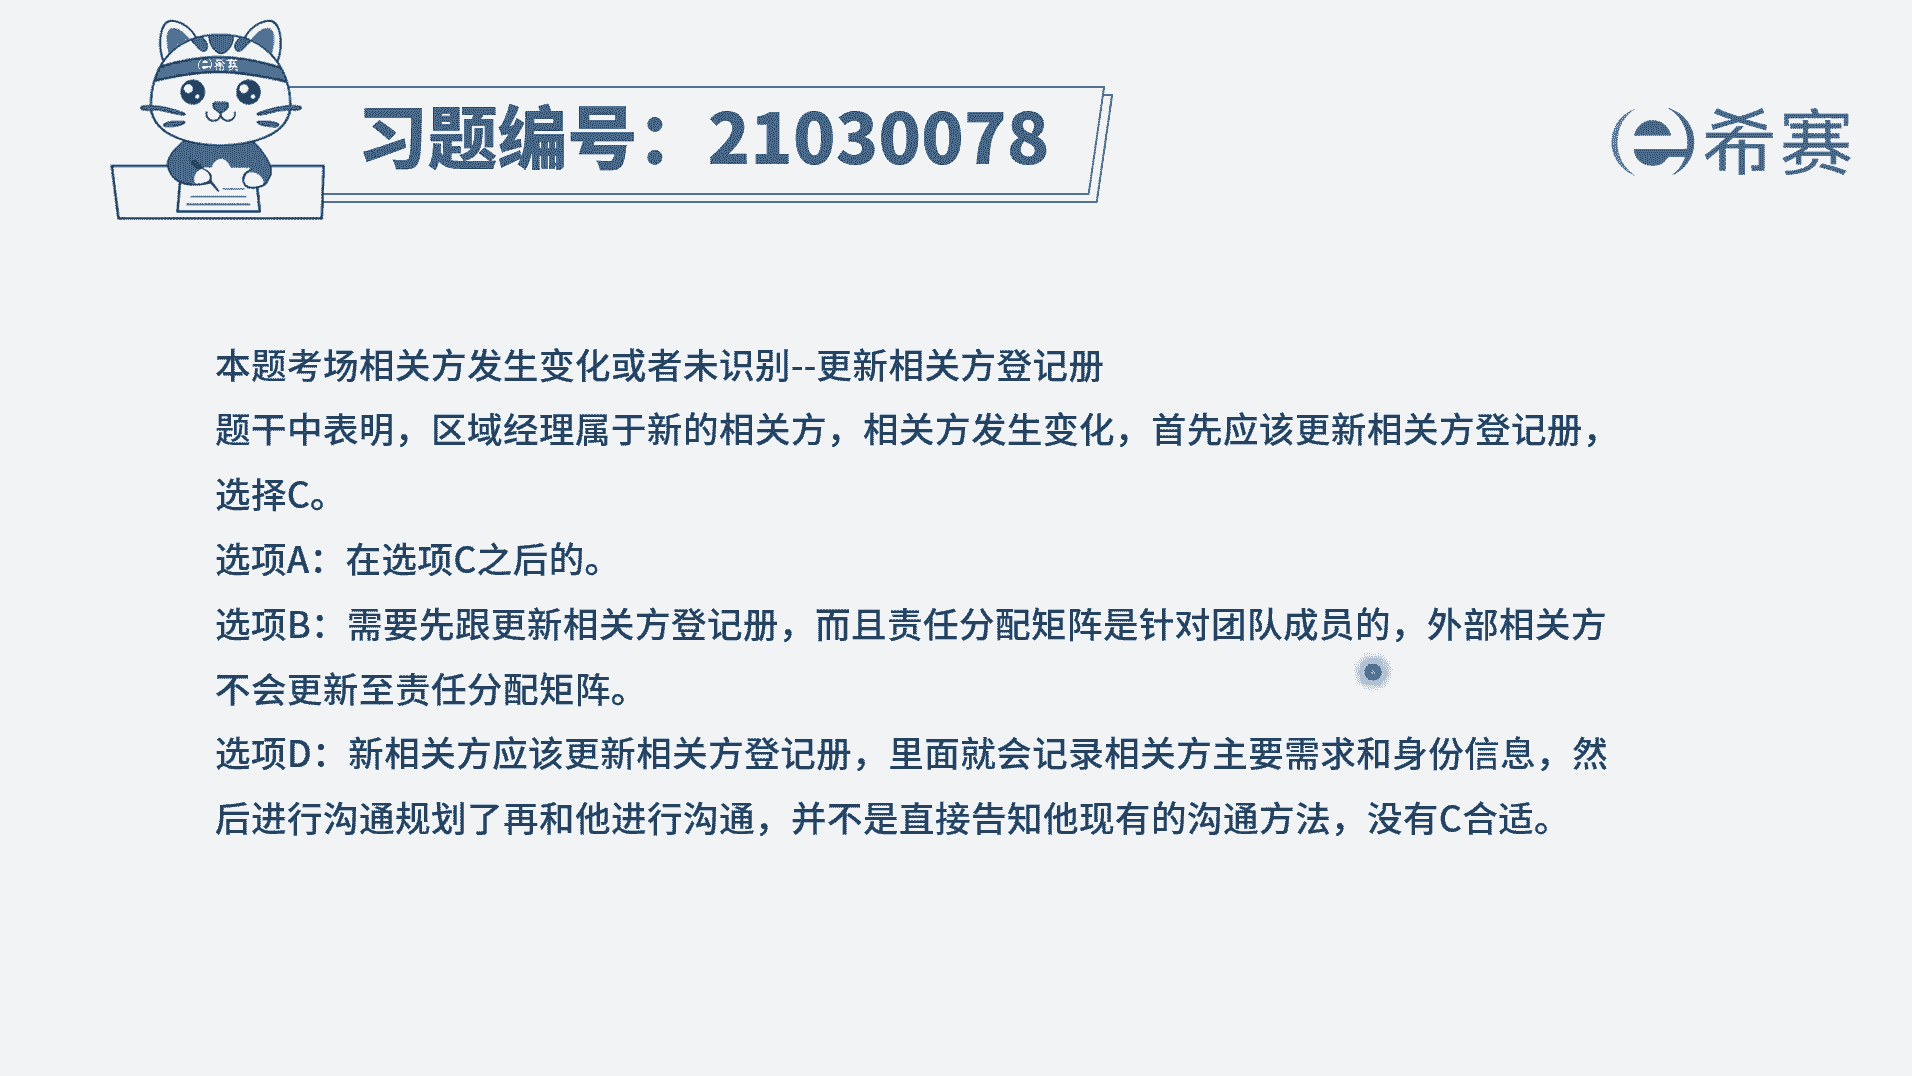 希赛
习题编号：21030078
希赛
本题考场相关方发生变化或者未识别--更新相关方登记册
题干中表明，区域经理属于新的相关方，相关方发生变化，首先应该更新相关方登记册，
选择C。
选项A：在选项C之后的。
选项B：需要先跟更新相关方登记册，而且责任分配矩阵是针对团队成员的，外部相关方
不会更新至责任分配矩阵。
选项D：新相关方应该更新相关方登记册，里面就会记录相关方主要需求和身份信息，然
后进行沟通规划了再和他进行沟通，并不是直接告知他现有的沟通方法，没有C合适。